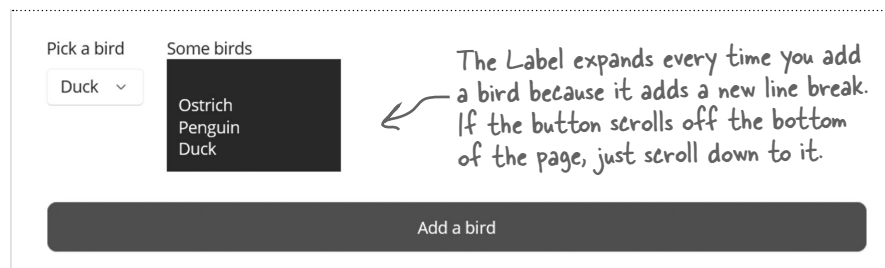 Pick a bird
Some birds
Duck
Ostrich
Penguin
Duck
The Label expands every time you add
a bird because it adds a new line break.
If the button scrolls off the bottom
of the page, just scroll down to it.
Add a bird